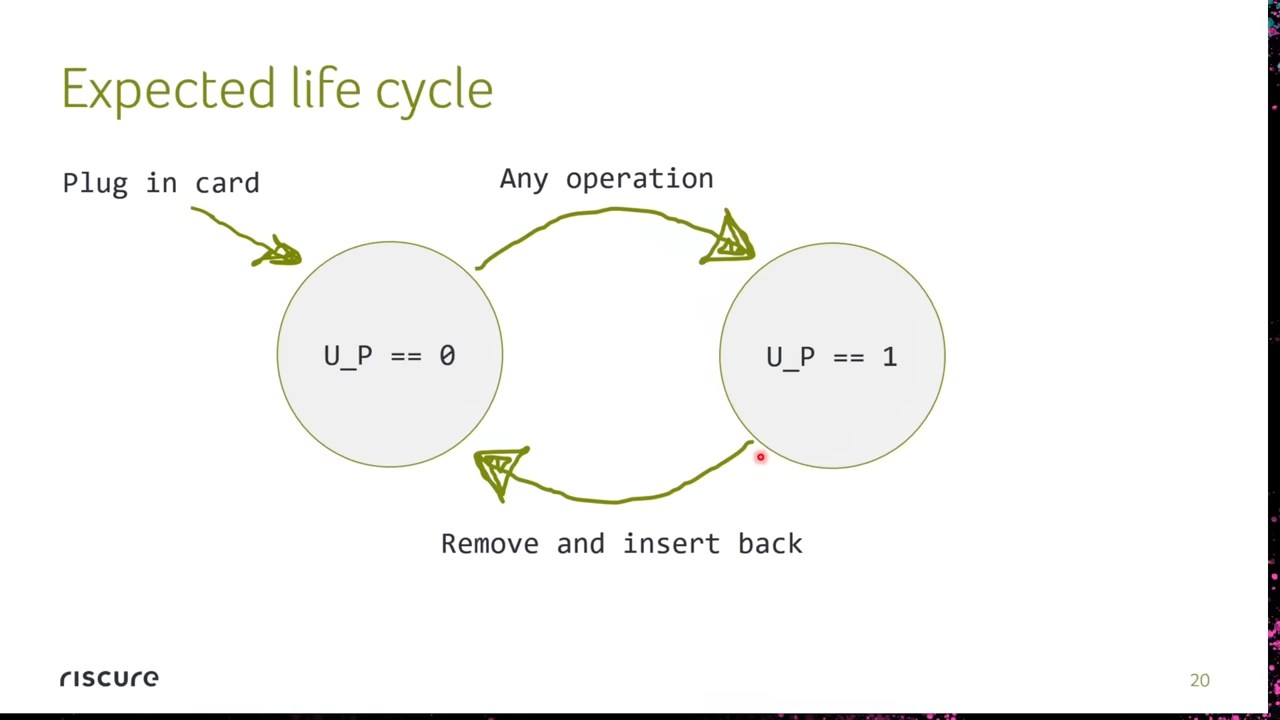 Expected life cycle
Plug in card
Any operation
U_P == 0
U_P == 1
Remove and insert back
riscure
20